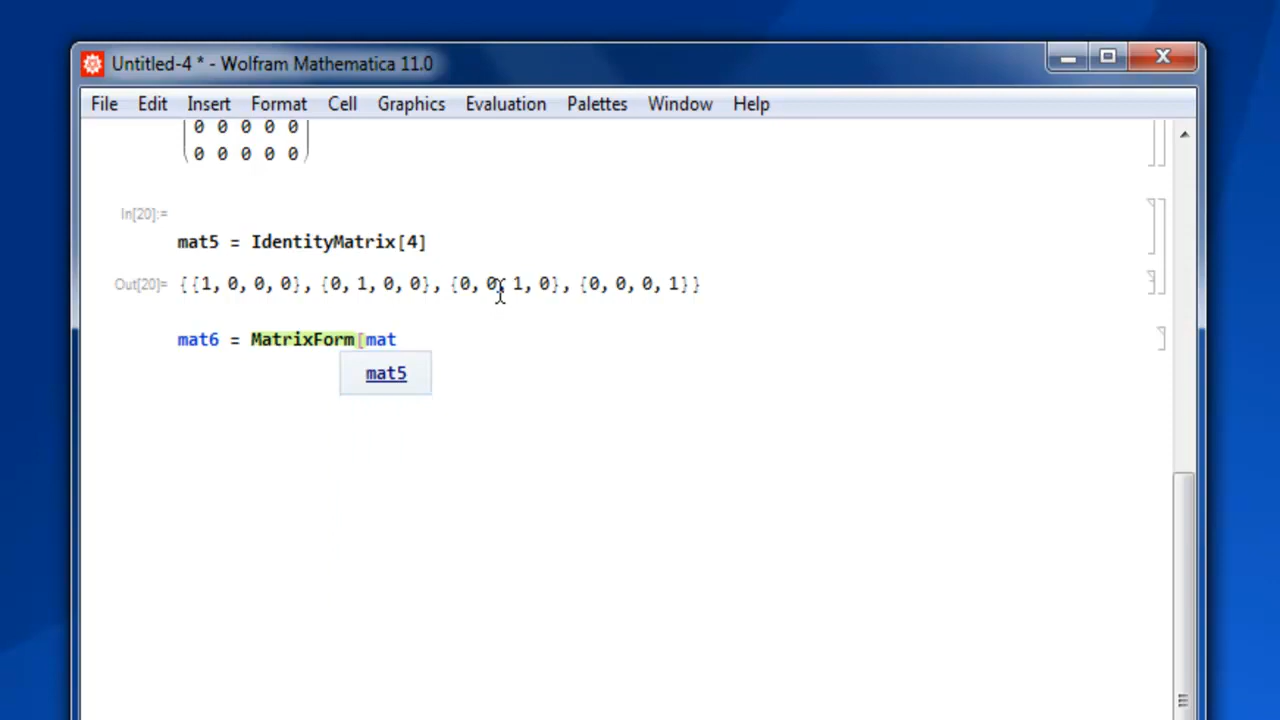 Untitled-4 * - Wolfram Mathematica 11.0
File Edit Insert Format Cell Graphics Evaluation Palettes Window Help
0 0 0 0 0
0 0 0 0 0
In[20]:=
mat5 = IdentityMatrix[4]
Out[20]= {{1, 0, 0, 0}, {0, 1, 0, 0}, {0, 0, 1, 0}, {0, 0, 0, 1}}
mat6 = MatrixForm[mat
mat5